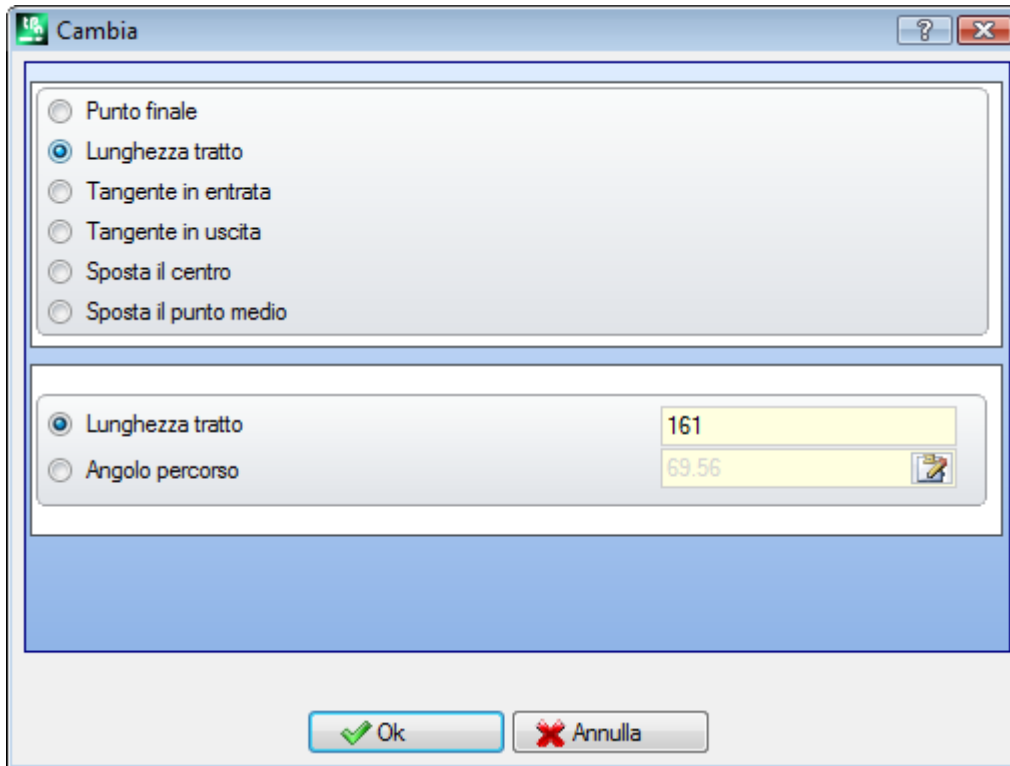 Cambia
Punto finale
Lunghezza tratto
Tangente in entrata
Tangente in uscita
Sposta il centro
Sposta il punto medio
Lunghezza tratto 161
Angolo percorso 69.56
Ok Annulla